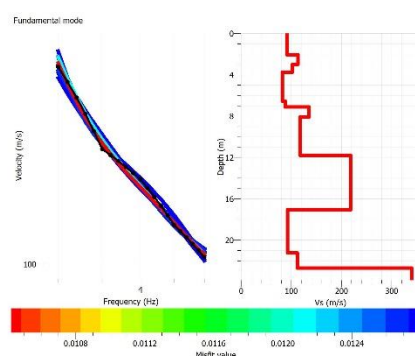 Fundamental mode
Velocity (m/s)
100
4
Frequency (Hz)
Depth (m)
0
4
8
12
16
20
0 100 200 300
Vs (m/s)
0.0108 0.0112 0.0116 0.0120 0.0124
Misfit value